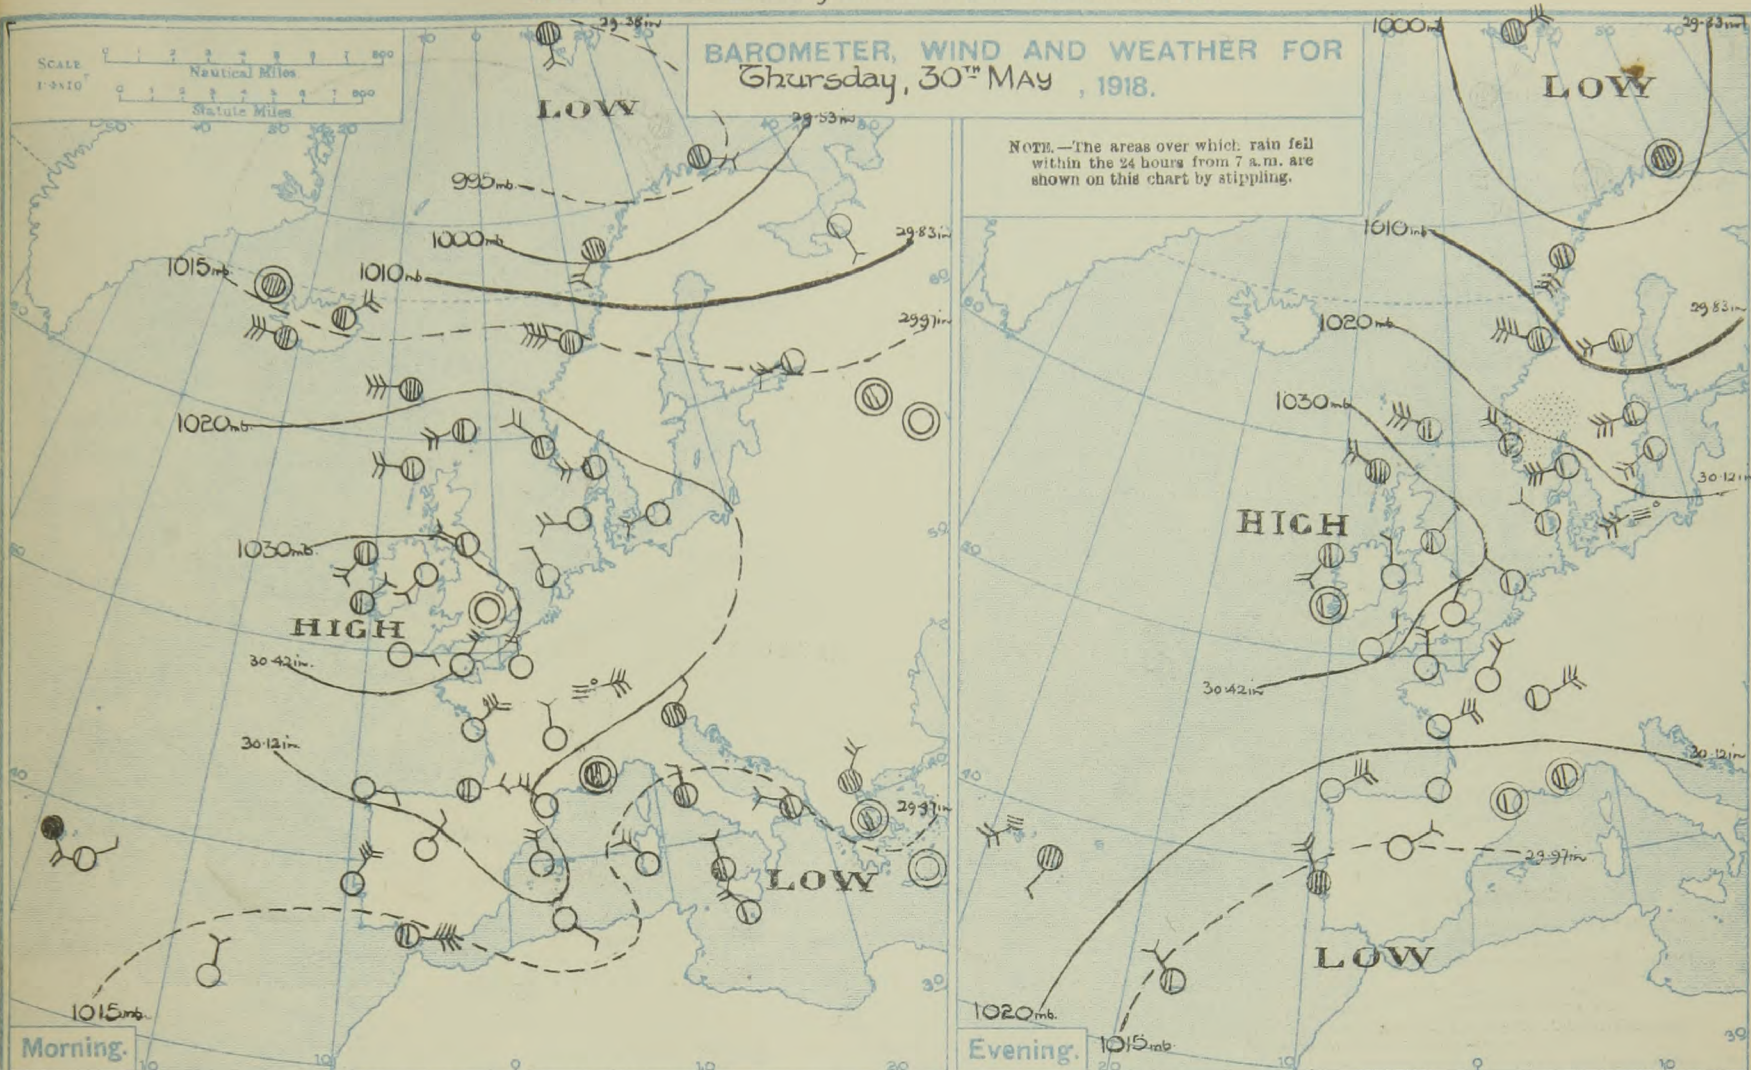 SCALE
Nautical Miles
Statute Miles
BAROMETER, WIND AND WEATHER FOR
Thursday, 30TH MAY, 1918.
NOTE.—The areas over which rain fell
within the 24 hours from 7 a.m. are
shown on this chart by stippling.
LOW
29·53in
995mb.
1000mb
29·83in
1015mb
1010mb
29·97in
1020mb.
1030mb.
HIGH
30·42in.
30·12in
29·97in
LOW
1015mb.
Morning.
1000mb
LOW
1010mb
29·83in
1020mb
1030mb
30·12in
HIGH
30·42in
30·12in
29·97in
LOW
1020mb.
1015mb
Evening.